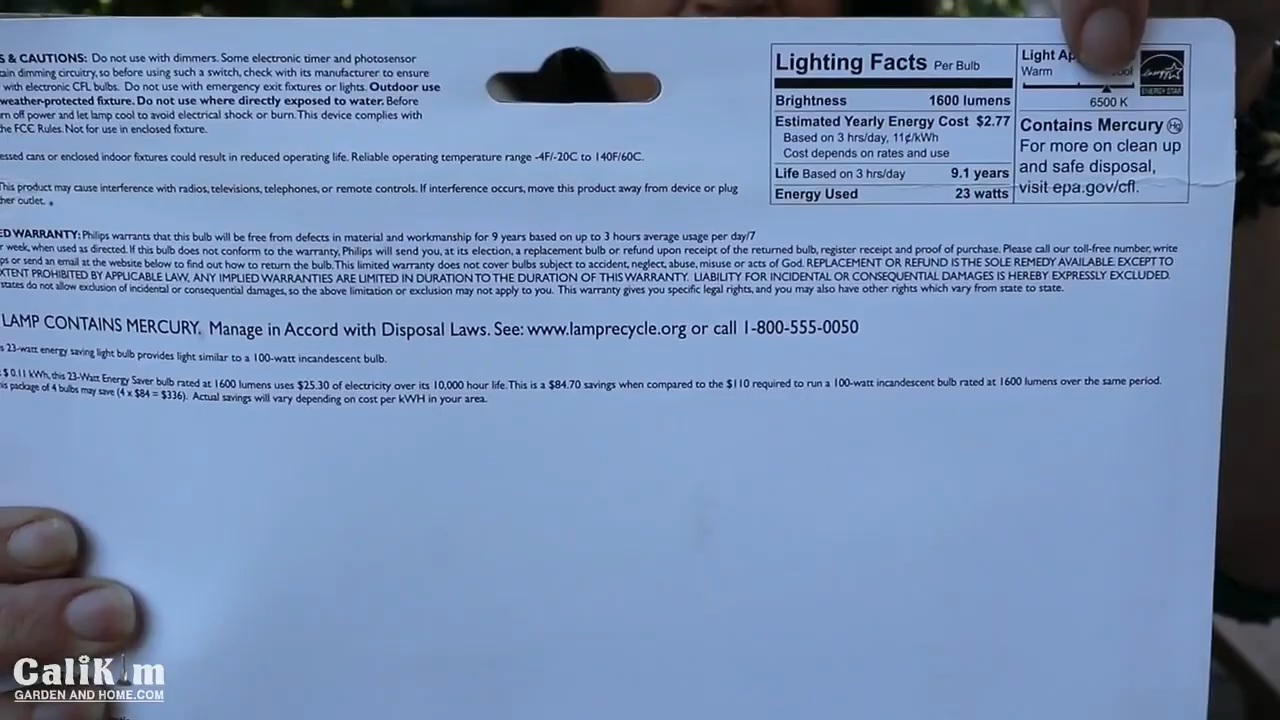 S & CAUTIONS: Do not use with dimmers. Some electronic timer and photosensor
ain dimming circuitry, so before using such a switch, check with its manufacturer to ensure
with electronic CFL bulbs. Do not use with emergency exit fixtures or lights. Outdoor use
weather-protected fixture. Do not use where directly exposed to water. Before
rn off power and let lamp cool to avoid electrical shock or burn. This device complies with
he FCC Rules. Not for use in enclosed fixture.
essed cans or enclosed indoor fixtures could result in reduced operating life. Reliable operating temperature range -4F/-20C to 140F/60C.
This product may cause interference with radios, televisions, telephones, or remote controls. If interference occurs, move this product away from device or plug
her outlet.
Lighting Facts Per Bulb
Brightness 1600 lumens
Estimated Yearly Energy Cost $2.77
Based on 3 hrs/day, 11¢/kWh
Cost depends on rates and use
Life Based on 3 hrs/day 9.1 years
Energy Used 23 watts
Light Ap
Warm ool
6500 K
ENERGY STAR
Contains Mercury Hg
For more on clean up
and safe disposal,
visit epa.gov/cfl.
ED WARRANTY: Philips warrants that this bulb will be free from defects in material and workmanship for 9 years based on up to 3 hours average usage per day/7
r week, when used as directed. If this bulb does not conform to the warranty, Philips will send you, at its election, a replacement bulb or refund upon receipt of the returned bulb, register receipt and proof of purchase. Please call our toll-free number, write
ps or send an email at the website below to find out how to return the bulb. This limited warranty does not cover bulbs subject to accident, neglect, abuse, misuse or acts of God. REPLACEMENT OR REFUND IS THE SOLE REMEDY AVAILABLE. EXCEPT TO
XTENT PROHIBITED BY APPLICABLE LAW, ANY IMPLIED WARRANTIES ARE LIMITED IN DURATION TO THE DURATION OF THIS WARRANTY. LIABILITY FOR INCIDENTAL OR CONSEQUENTIAL DAMAGES IS HEREBY EXPRESSLY EXCLUDED.
states do not allow exclusion of incidental or consequential damages, so the above limitation or exclusion may not apply to you. This warranty gives you specific legal rights, and you may also have other rights which vary from state to state.
LAMP CONTAINS MERCURY. Manage in Accord with Disposal Laws. See: www.lamprecycle.org or call 1-800-555-0050
s 23-watt energy saving light bulb provides light similar to a 100-watt incandescent bulb.
$0.11 kWh, this 23-Watt Energy Saver bulb rated at 1600 lumens uses $25.30 of electricity over its 10,000 hour life. This is a $84.70 savings when compared to the $110 required to run a 100-watt incandescent bulb rated at 1600 lumens over the same period.
is package of 4 bulbs may save (4 x $84 = $336). Actual savings will vary depending on cost per kWH in your area.
CaliKim
GARDEN AND HOME.COM